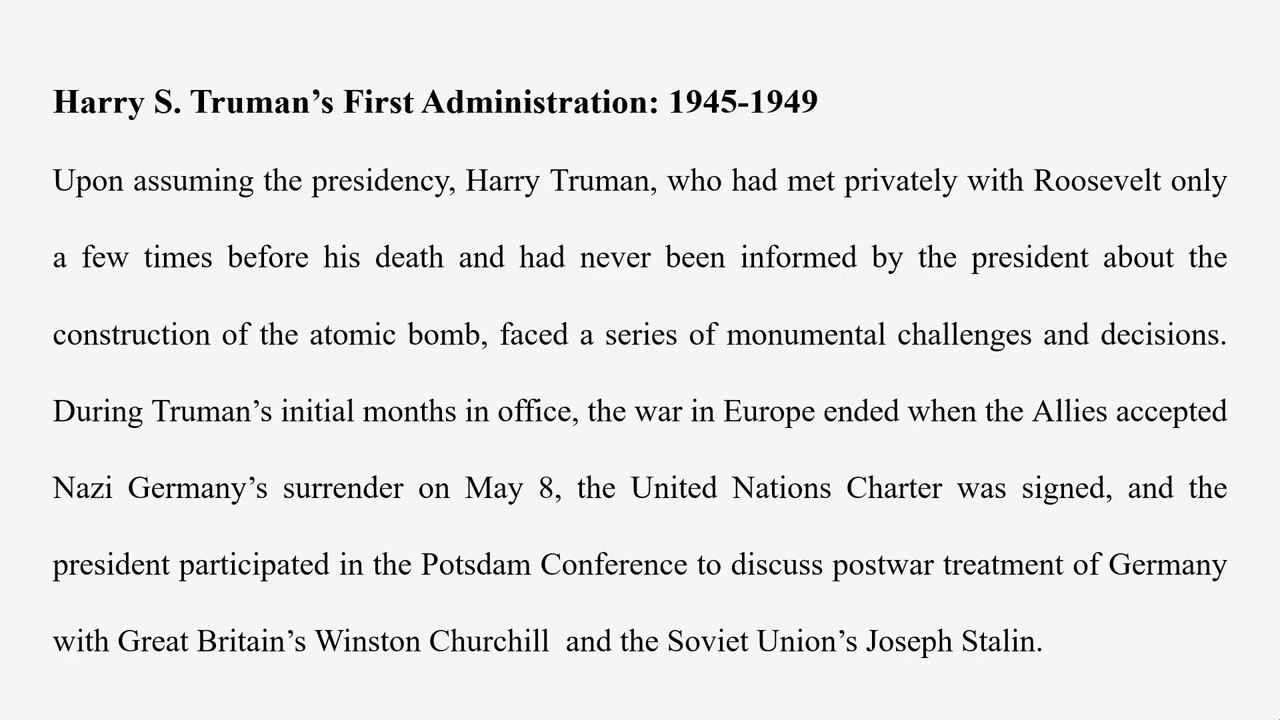 Harry S. Truman’s First Administration: 1945-1949
Upon assuming the presidency, Harry Truman, who had met privately with Roosevelt only
a few times before his death and had never been informed by the president about the
construction of the atomic bomb, faced a series of monumental challenges and decisions.
During Truman’s initial months in office, the war in Europe ended when the Allies accepted
Nazi Germany’s surrender on May 8, the United Nations Charter was signed, and the
president participated in the Potsdam Conference to discuss postwar treatment of Germany
with Great Britain’s Winston Churchill  and the Soviet Union’s Joseph Stalin.